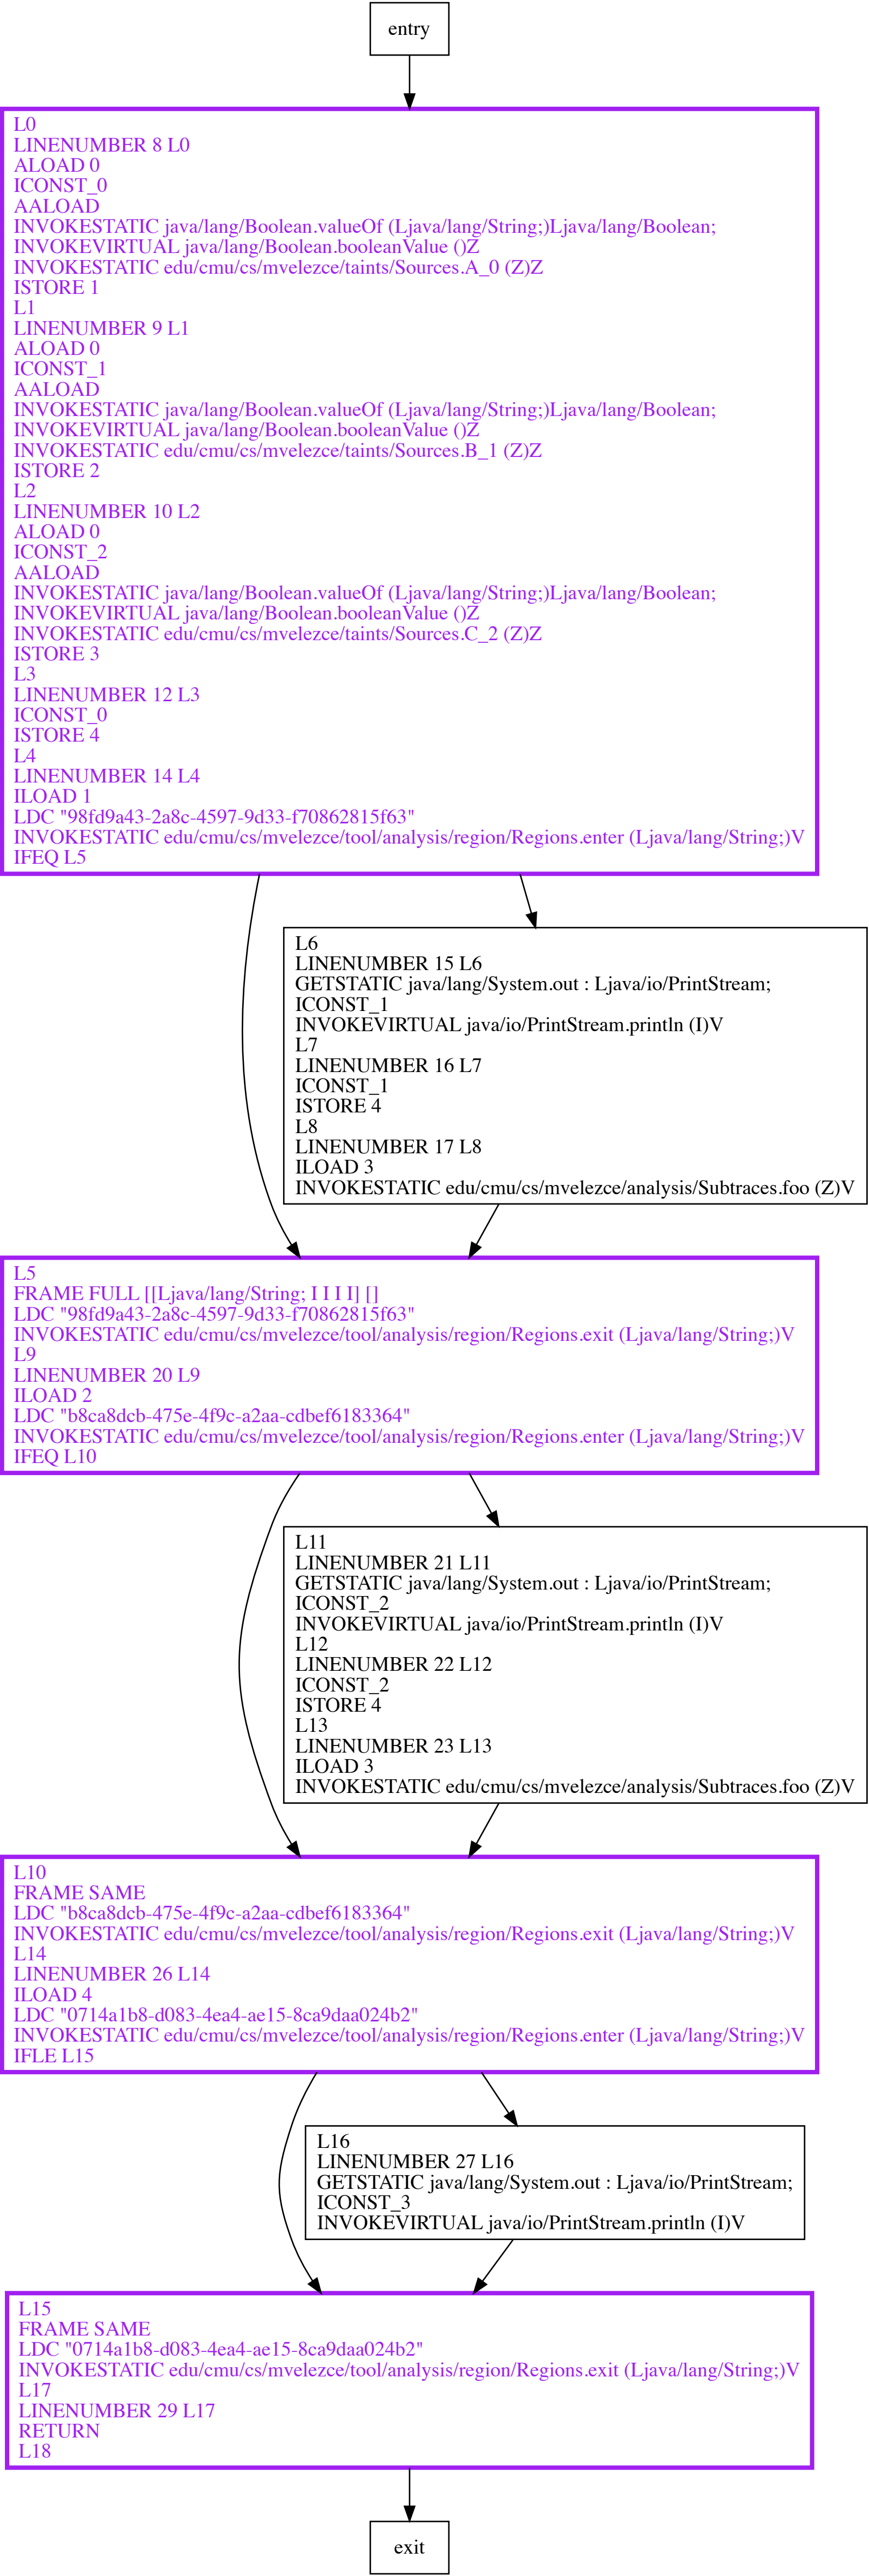 entry
L0
LINENUMBER 8 L0
ALOAD 0
ICONST_0
AALOAD
INVOKESTATIC java/lang/Boolean.valueOf (Ljava/lang/String;)Ljava/lang/Boolean;
INVOKEVIRTUAL java/lang/Boolean.booleanValue ()Z
INVOKESTATIC edu/cmu/cs/mvelezce/taints/Sources.A_0 (Z)Z
ISTORE 1
L1
LINENUMBER 9 L1
ALOAD 0
ICONST_1
AALOAD
INVOKESTATIC java/lang/Boolean.valueOf (Ljava/lang/String;)Ljava/lang/Boolean;
INVOKEVIRTUAL java/lang/Boolean.booleanValue ()Z
INVOKESTATIC edu/cmu/cs/mvelezce/taints/Sources.B_1 (Z)Z
ISTORE 2
L2
LINENUMBER 10 L2
ALOAD 0
ICONST_2
AALOAD
INVOKESTATIC java/lang/Boolean.valueOf (Ljava/lang/String;)Ljava/lang/Boolean;
INVOKEVIRTUAL java/lang/Boolean.booleanValue ()Z
INVOKESTATIC edu/cmu/cs/mvelezce/taints/Sources.C_2 (Z)Z
ISTORE 3
L3
LINENUMBER 12 L3
ICONST_0
ISTORE 4
L4
LINENUMBER 14 L4
ILOAD 1
LDC "98fd9a43-2a8c-4597-9d33-f70862815f63"
INVOKESTATIC edu/cmu/cs/mvelezce/tool/analysis/region/Regions.enter (Ljava/lang/String;)V
IFEQ L5
L6
LINENUMBER 15 L6
GETSTATIC java/lang/System.out : Ljava/io/PrintStream;
ICONST_1
INVOKEVIRTUAL java/io/PrintStream.println (I)V
L7
LINENUMBER 16 L7
ICONST_1
ISTORE 4
L8
LINENUMBER 17 L8
ILOAD 3
INVOKESTATIC edu/cmu/cs/mvelezce/analysis/Subtraces.foo (Z)V
L5
FRAME FULL [[Ljava/lang/String; I I I I] []
LDC "98fd9a43-2a8c-4597-9d33-f70862815f63"
INVOKESTATIC edu/cmu/cs/mvelezce/tool/analysis/region/Regions.exit (Ljava/lang/String;)V
L9
LINENUMBER 20 L9
ILOAD 2
LDC "b8ca8dcb-475e-4f9c-a2aa-cdbef6183364"
INVOKESTATIC edu/cmu/cs/mvelezce/tool/analysis/region/Regions.enter (Ljava/lang/String;)V
IFEQ L10
L11
LINENUMBER 21 L11
GETSTATIC java/lang/System.out : Ljava/io/PrintStream;
ICONST_2
INVOKEVIRTUAL java/io/PrintStream.println (I)V
L12
LINENUMBER 22 L12
ICONST_2
ISTORE 4
L13
LINENUMBER 23 L13
ILOAD 3
INVOKESTATIC edu/cmu/cs/mvelezce/analysis/Subtraces.foo (Z)V
L10
FRAME SAME
LDC "b8ca8dcb-475e-4f9c-a2aa-cdbef6183364"
INVOKESTATIC edu/cmu/cs/mvelezce/tool/analysis/region/Regions.exit (Ljava/lang/String;)V
L14
LINENUMBER 26 L14
ILOAD 4
LDC "0714a1b8-d083-4ea4-ae15-8ca9daa024b2"
INVOKESTATIC edu/cmu/cs/mvelezce/tool/analysis/region/Regions.enter (Ljava/lang/String;)V
IFLE L15
L16
LINENUMBER 27 L16
GETSTATIC java/lang/System.out : Ljava/io/PrintStream;
ICONST_3
INVOKEVIRTUAL java/io/PrintStream.println (I)V
L15
FRAME SAME
LDC "0714a1b8-d083-4ea4-ae15-8ca9daa024b2"
INVOKESTATIC edu/cmu/cs/mvelezce/tool/analysis/region/Regions.exit (Ljava/lang/String;)V
L17
LINENUMBER 29 L17
RETURN
L18
exit